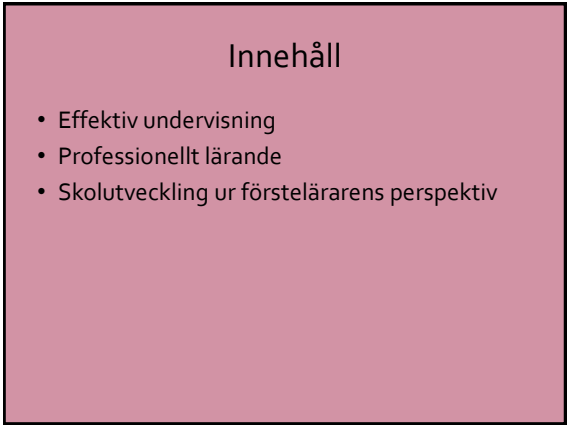 Innehåll
• Effektiv undervisning
• Professionellt lärande
• Skolutveckling ur förstelärarens perspektiv